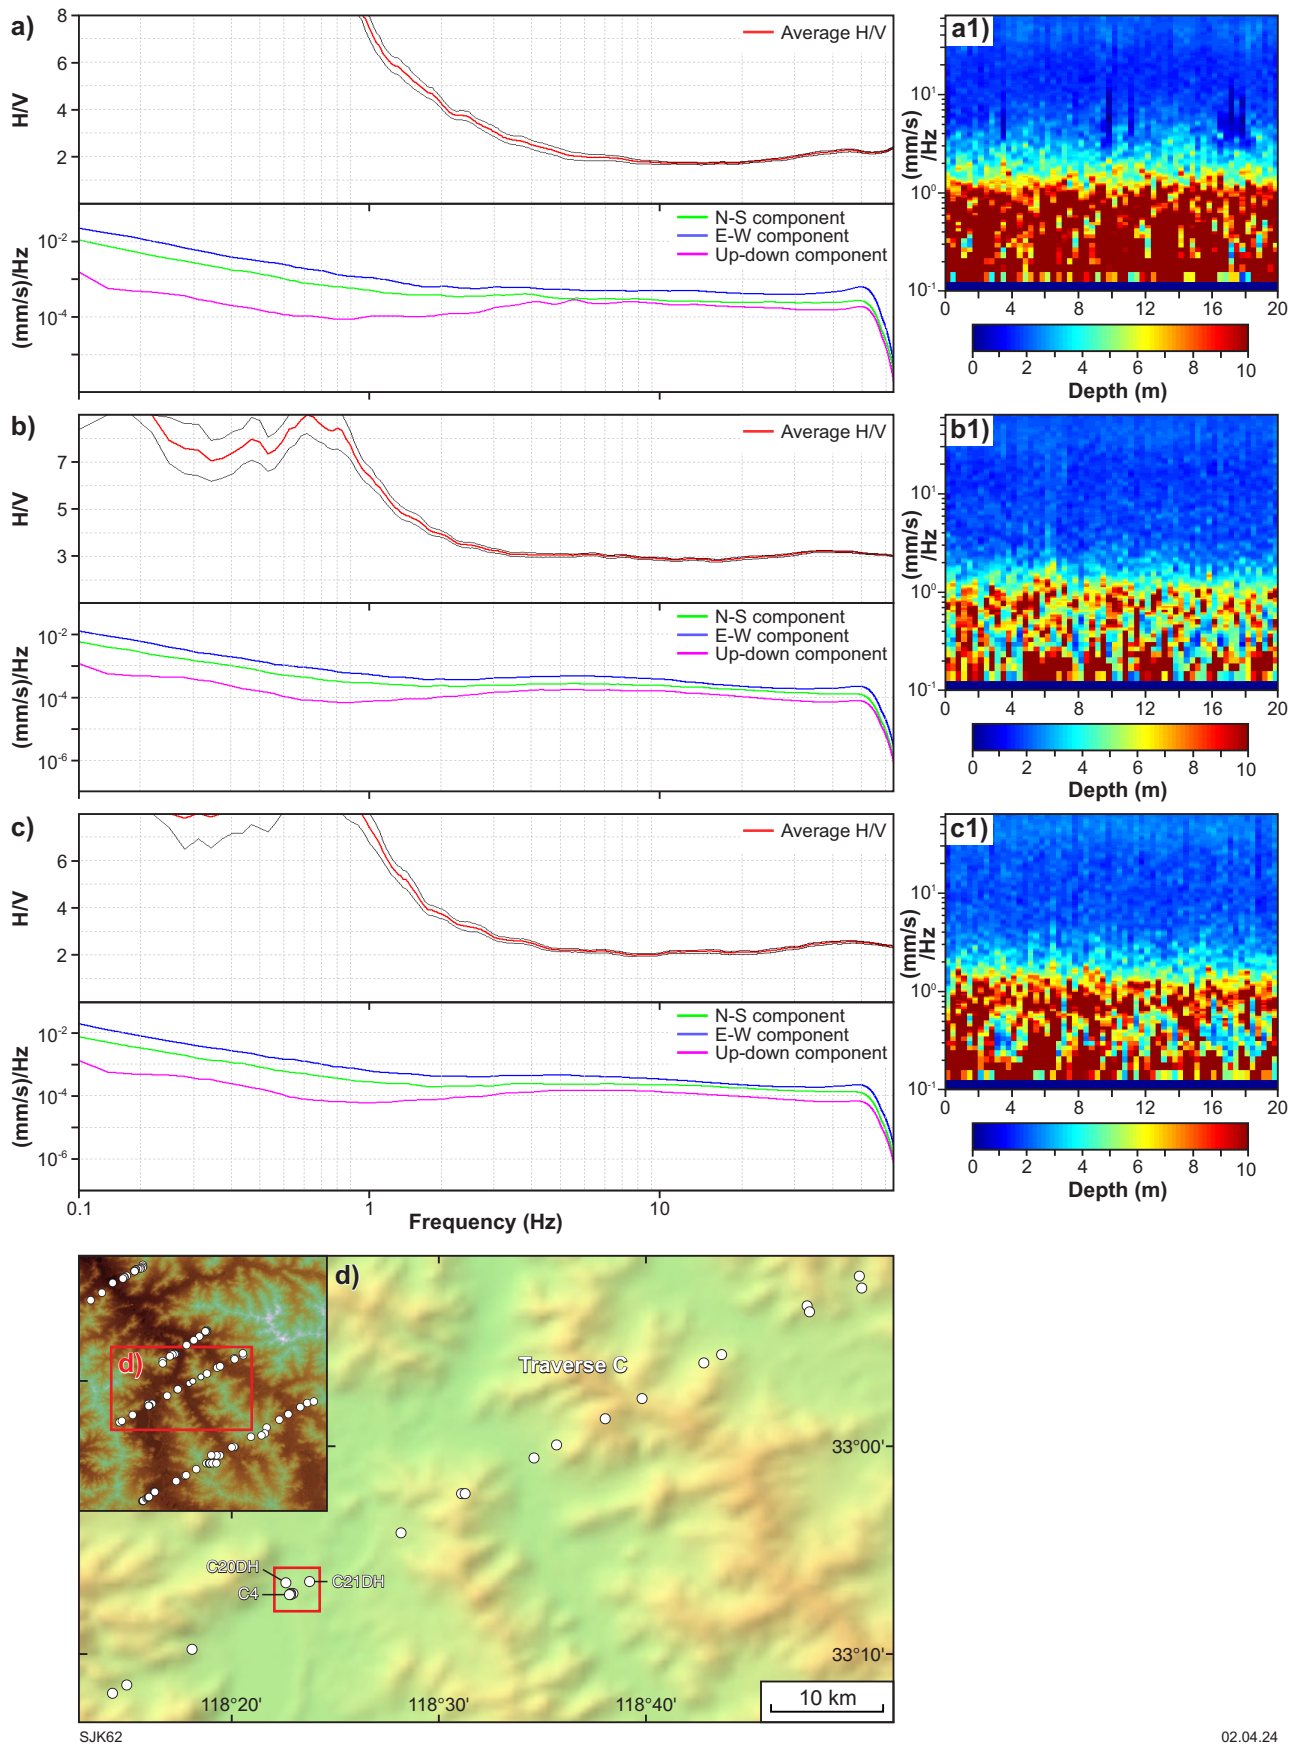 a)
8
6
4
2
H/V
Average H/V
10-2
10-4
(mm/s)/Hz
N-S component
E-W component
Up-down component
a1)
10¹
10⁰
10-1
(mm/s)
/Hz
0 4 8 12 16 20
0 2 4 6 8 10
Depth (m)
b)
7
5
3
H/V
Average H/V
10-2
10-4
10-6
(mm/s)/Hz
N-S component
E-W component
Up-down component
b1)
10¹
10⁰
10-1
(mm/s)
/Hz
0 4 8 12 16 20
0 2 4 6 8 10
Depth (m)
c)
6
4
2
H/V
Average H/V
10-2
10-4
10-6
(mm/s)/Hz
N-S component
E-W component
Up-down component
0.1 1 10
Frequency (Hz)
c1)
10¹
10⁰
10-1
(mm/s)
/Hz
0 4 8 12 16 20
0 2 4 6 8 10
Depth (m)
d)
d)
Traverse C
33°00'
C20DH
C4
C21DH
33°10'
118°20' 118°30' 118°40'
10 km
SJK62
02.04.24